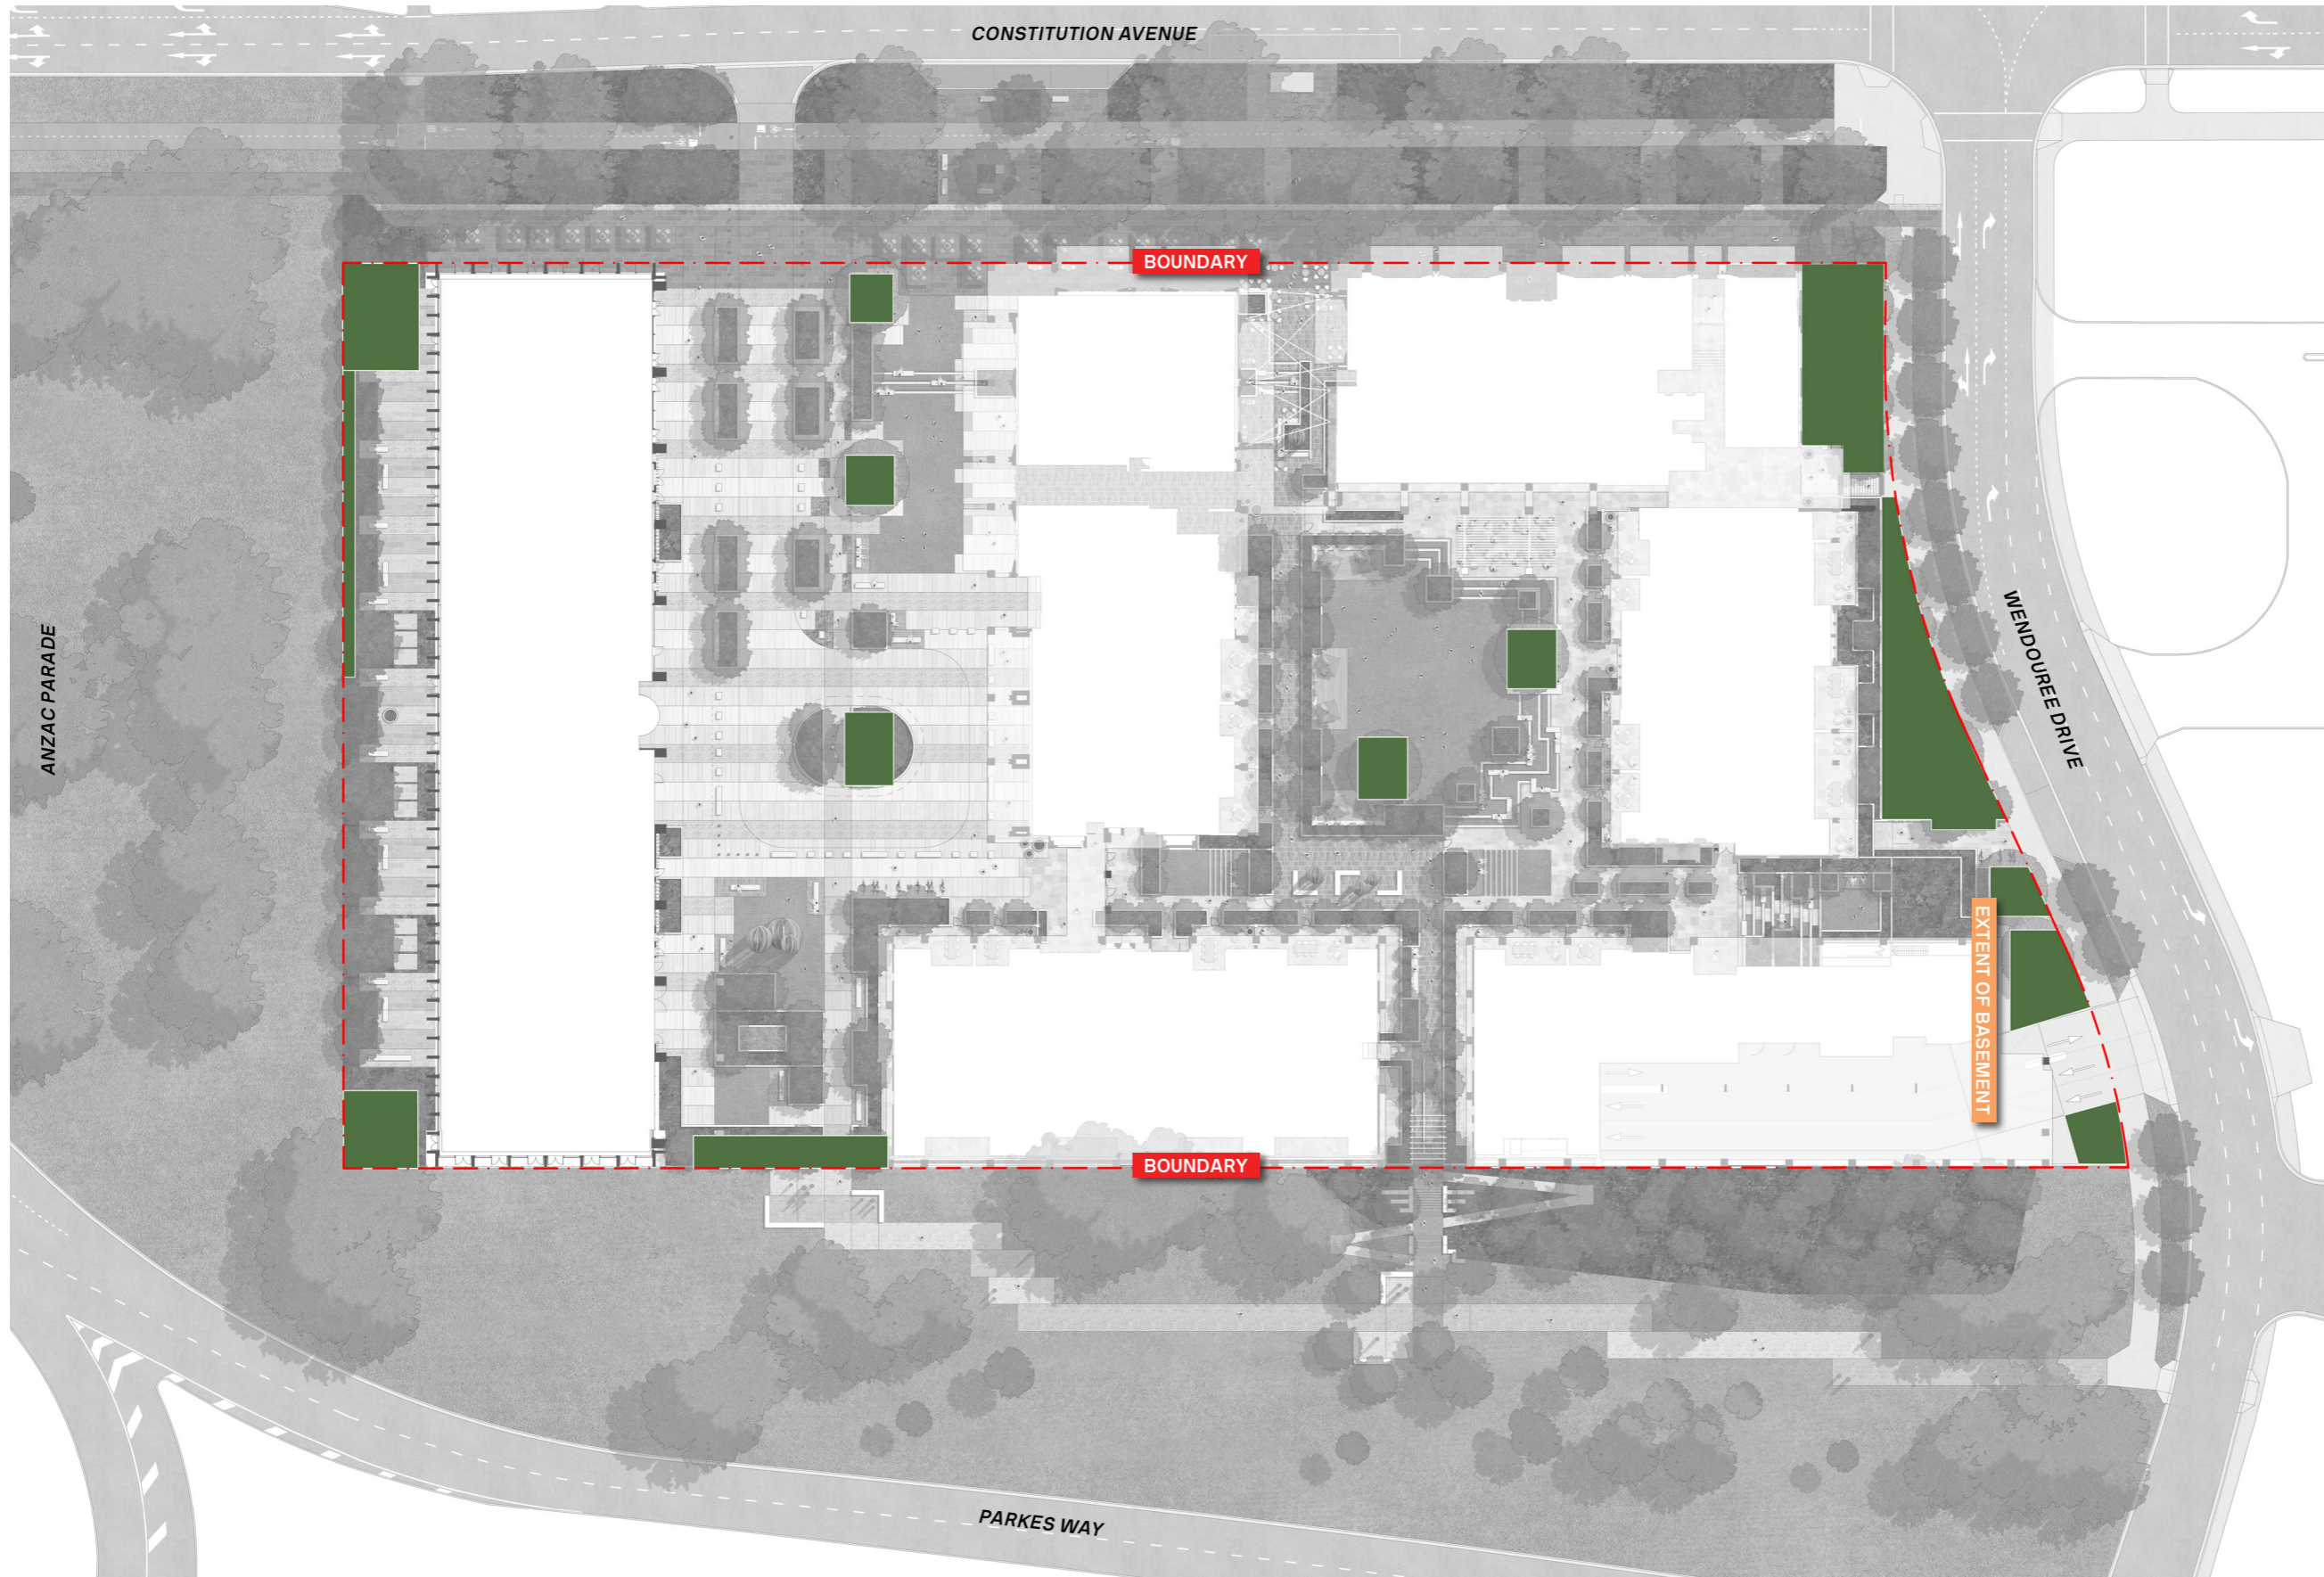 CONSTITUTION AVENUE
BOUNDARY
ANZAC PARADE
WENDOUREE DRIVE
EXTENT OF BASEMENT
BOUNDARY
PARKES WAY